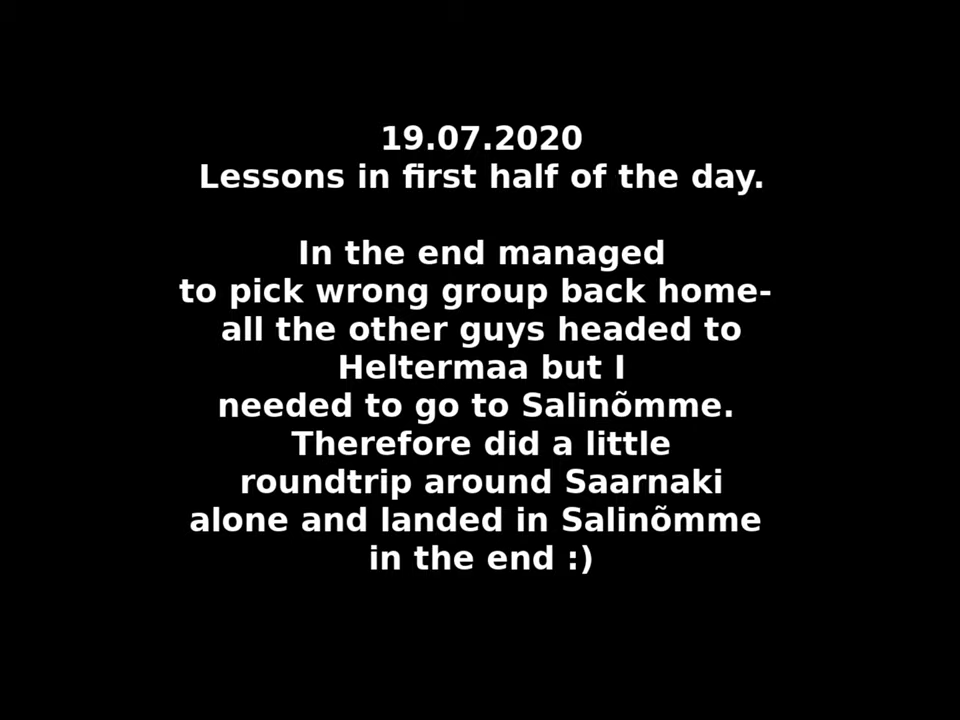 19.07.2020
Lessons in first half of the day.
In the end managed
to pick wrong group back home-
all the other guys headed to
Heltermaa but I
needed to go to Salinõmme.
Therefore did a little
roundtrip around Saarnaki
alone and landed in Salinõmme
in the end :)